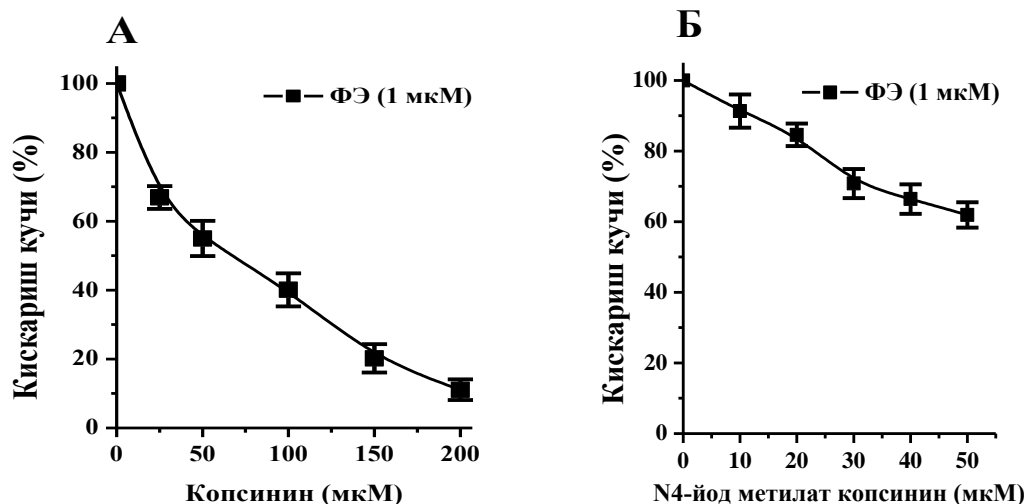 А
Кискариш кучи (%)
100
80
60
40
20
0
ФЭ (1 мкМ)
0 50 100 150 200
Копсинин (мкМ)
Б
Кискариш кучи (%)
100
80
60
40
20
0
ФЭ (1 мкМ)
0 10 20 30 40 50
N4-йод метилат копсинин (мкМ)